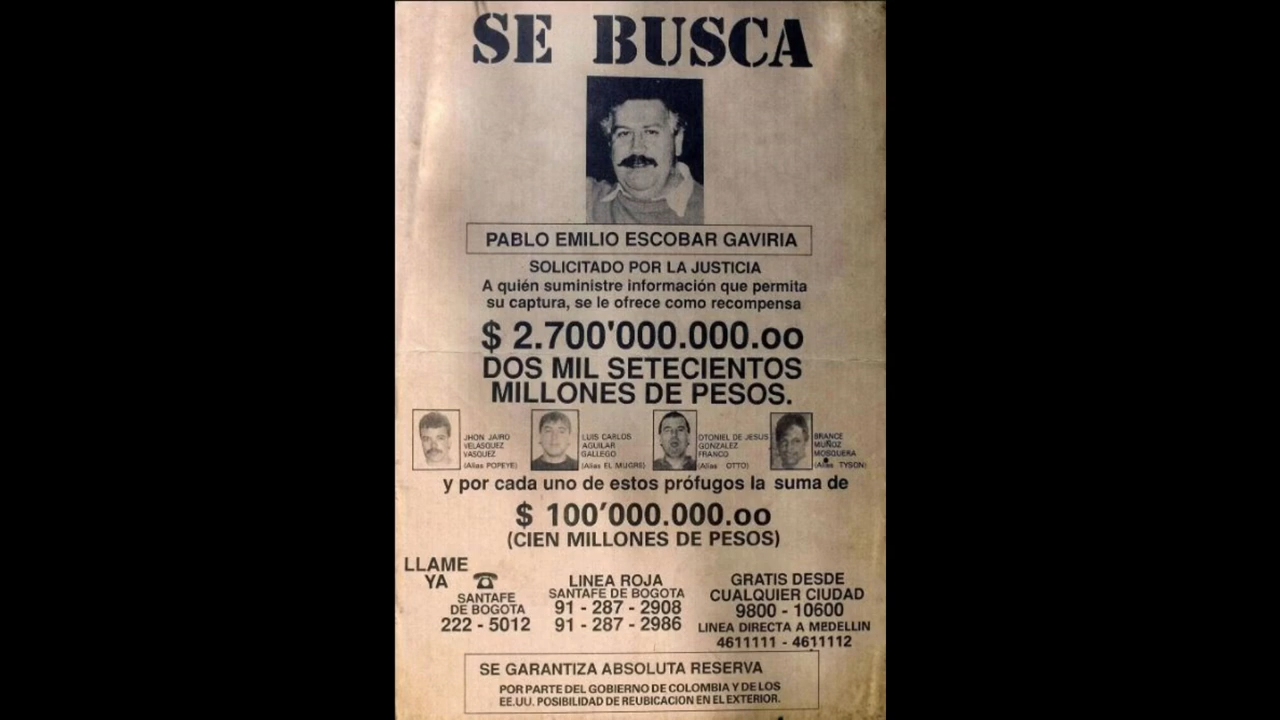 SE BUSCA
PABLO EMILIO ESCOBAR GAVIRIA
SOLICITADO POR LA JUSTICIA
A quién suministre información que permita
su captura, se le ofrece como recompensa
$ 2.700'000.000.oo
DOS MIL SETECIENTOS
MILLONES DE PESOS.
JHON JAIRO
VELASQUEZ
VASQUEZ
(Alias POPEYE)
LUIS CARLOS
AGUILAR
GALLEGO
(Alias EL MUGRE)
OTONIEL DE JESUS
GONZALEZ
FRANCO
(Alias OTTO)
BRANCE
MUÑOZ
MOSQUERA
(Alias TYSON)
y por cada uno de estos prófugos la suma de
$ 100'000.000.oo
(CIEN MILLONES DE PESOS)
LLAME
YA
SANTAFE
DE BOGOTA
222 - 5012
LINEA ROJA
SANTAFE DE BOGOTA
91 - 287 - 2908
91 - 287 - 2986
GRATIS DESDE
CUALQUIER CIUDAD
9800 - 10600
LINEA DIRECTA A MEDELLIN
4611111 - 4611112
SE GARANTIZA ABSOLUTA RESERVA
POR PARTE DEL GOBIERNO DE COLOMBIA Y DE LOS
EE.UU. POSIBILIDAD DE REUBICACION EN EL EXTERIOR.